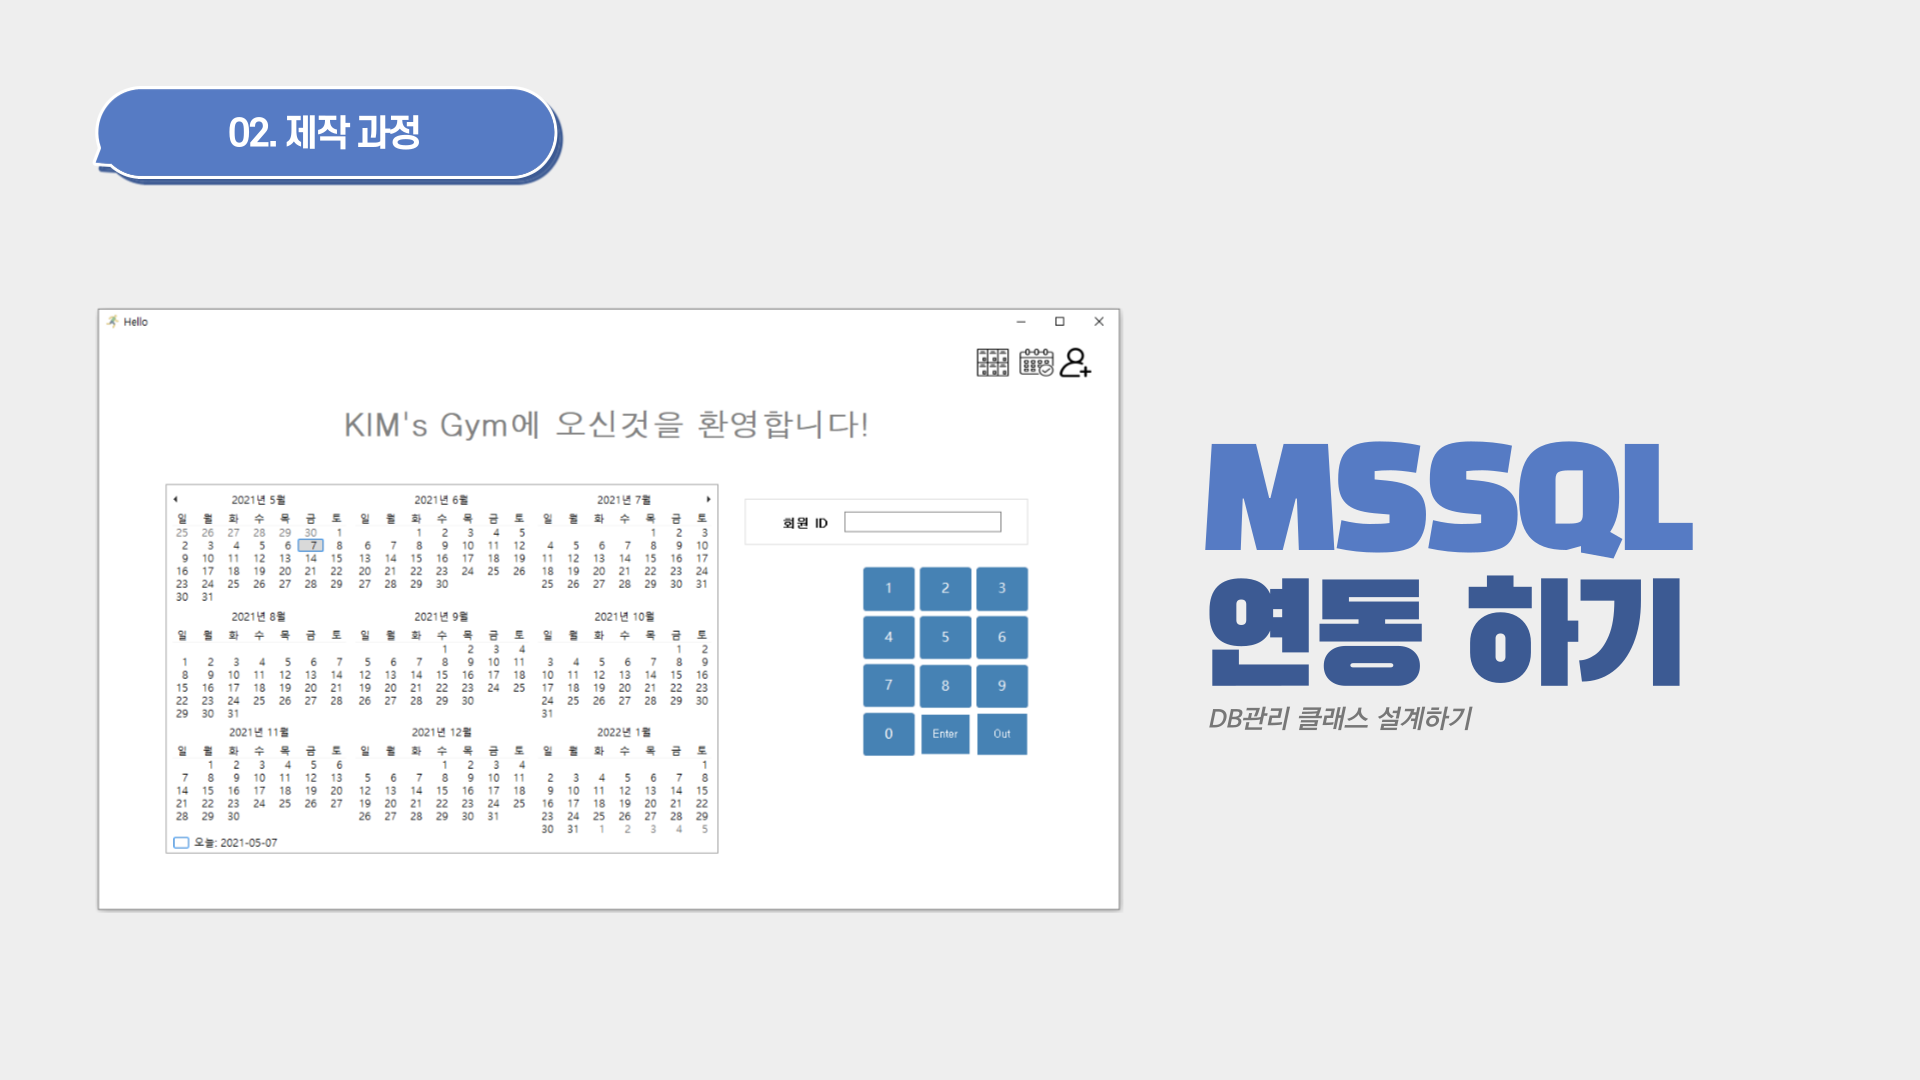 02. 제작 과정
Hello
KIM's Gym에 오신것을 환영합니다!
2021년 5월 2021년 6월 2021년 7월
일 월 화 수 목 금 토 일 월 화 수 목 금 토 일 월 화 수 목 금 토
25 26 27 28 29 30 1 1 2 3 4 5 1 2 3
2 3 4 5 6 7 8 6 7 8 9 10 11 12 4 5 6 7 8 9 10
9 10 11 12 13 14 15 13 14 15 16 17 18 19 11 12 13 14 15 16 17
16 17 18 19 20 21 22 20 21 22 23 24 25 26 18 19 20 21 22 23 24
23 24 25 26 27 28 29 27 28 29 30 25 26 27 28 29 30 31
30 31
2021년 8월 2021년 9월 2021년 10월
일 월 화 수 목 금 토 일 월 화 수 목 금 토 일 월 화 수 목 금 토
1 2 3 4 1 2
1 2 3 4 5 6 7 5 6 7 8 9 10 11 3 4 5 6 7 8 9
8 9 10 11 12 13 14 12 13 14 15 16 17 18 10 11 12 13 14 15 16
15 16 17 18 19 20 21 19 20 21 22 23 24 25 17 18 19 20 21 22 23
22 23 24 25 26 27 28 26 27 28 29 30 24 25 26 27 28 29 30
29 30 31 31
2021년 11월 2021년 12월 2022년 1월
일 월 화 수 목 금 토 일 월 화 수 목 금 토 일 월 화 수 목 금 토
1 2 3 4 5 6 1 2 3 4 1
7 8 9 10 11 12 13 5 6 7 8 9 10 11 2 3 4 5 6 7 8
14 15 16 17 18 19 20 12 13 14 15 16 17 18 9 10 11 12 13 14 15
21 22 23 24 25 26 27 19 20 21 22 23 24 25 16 17 18 19 20 21 22
28 29 30 26 27 28 29 30 31 23 24 25 26 27 28 29
30 31 1 2 3 4 5
오늘: 2021-05-07
회원 ID
1 2 3
4 5 6
7 8 9
0 Enter Out
MSSQL
연동 하기
DB관리 클래스 설계하기